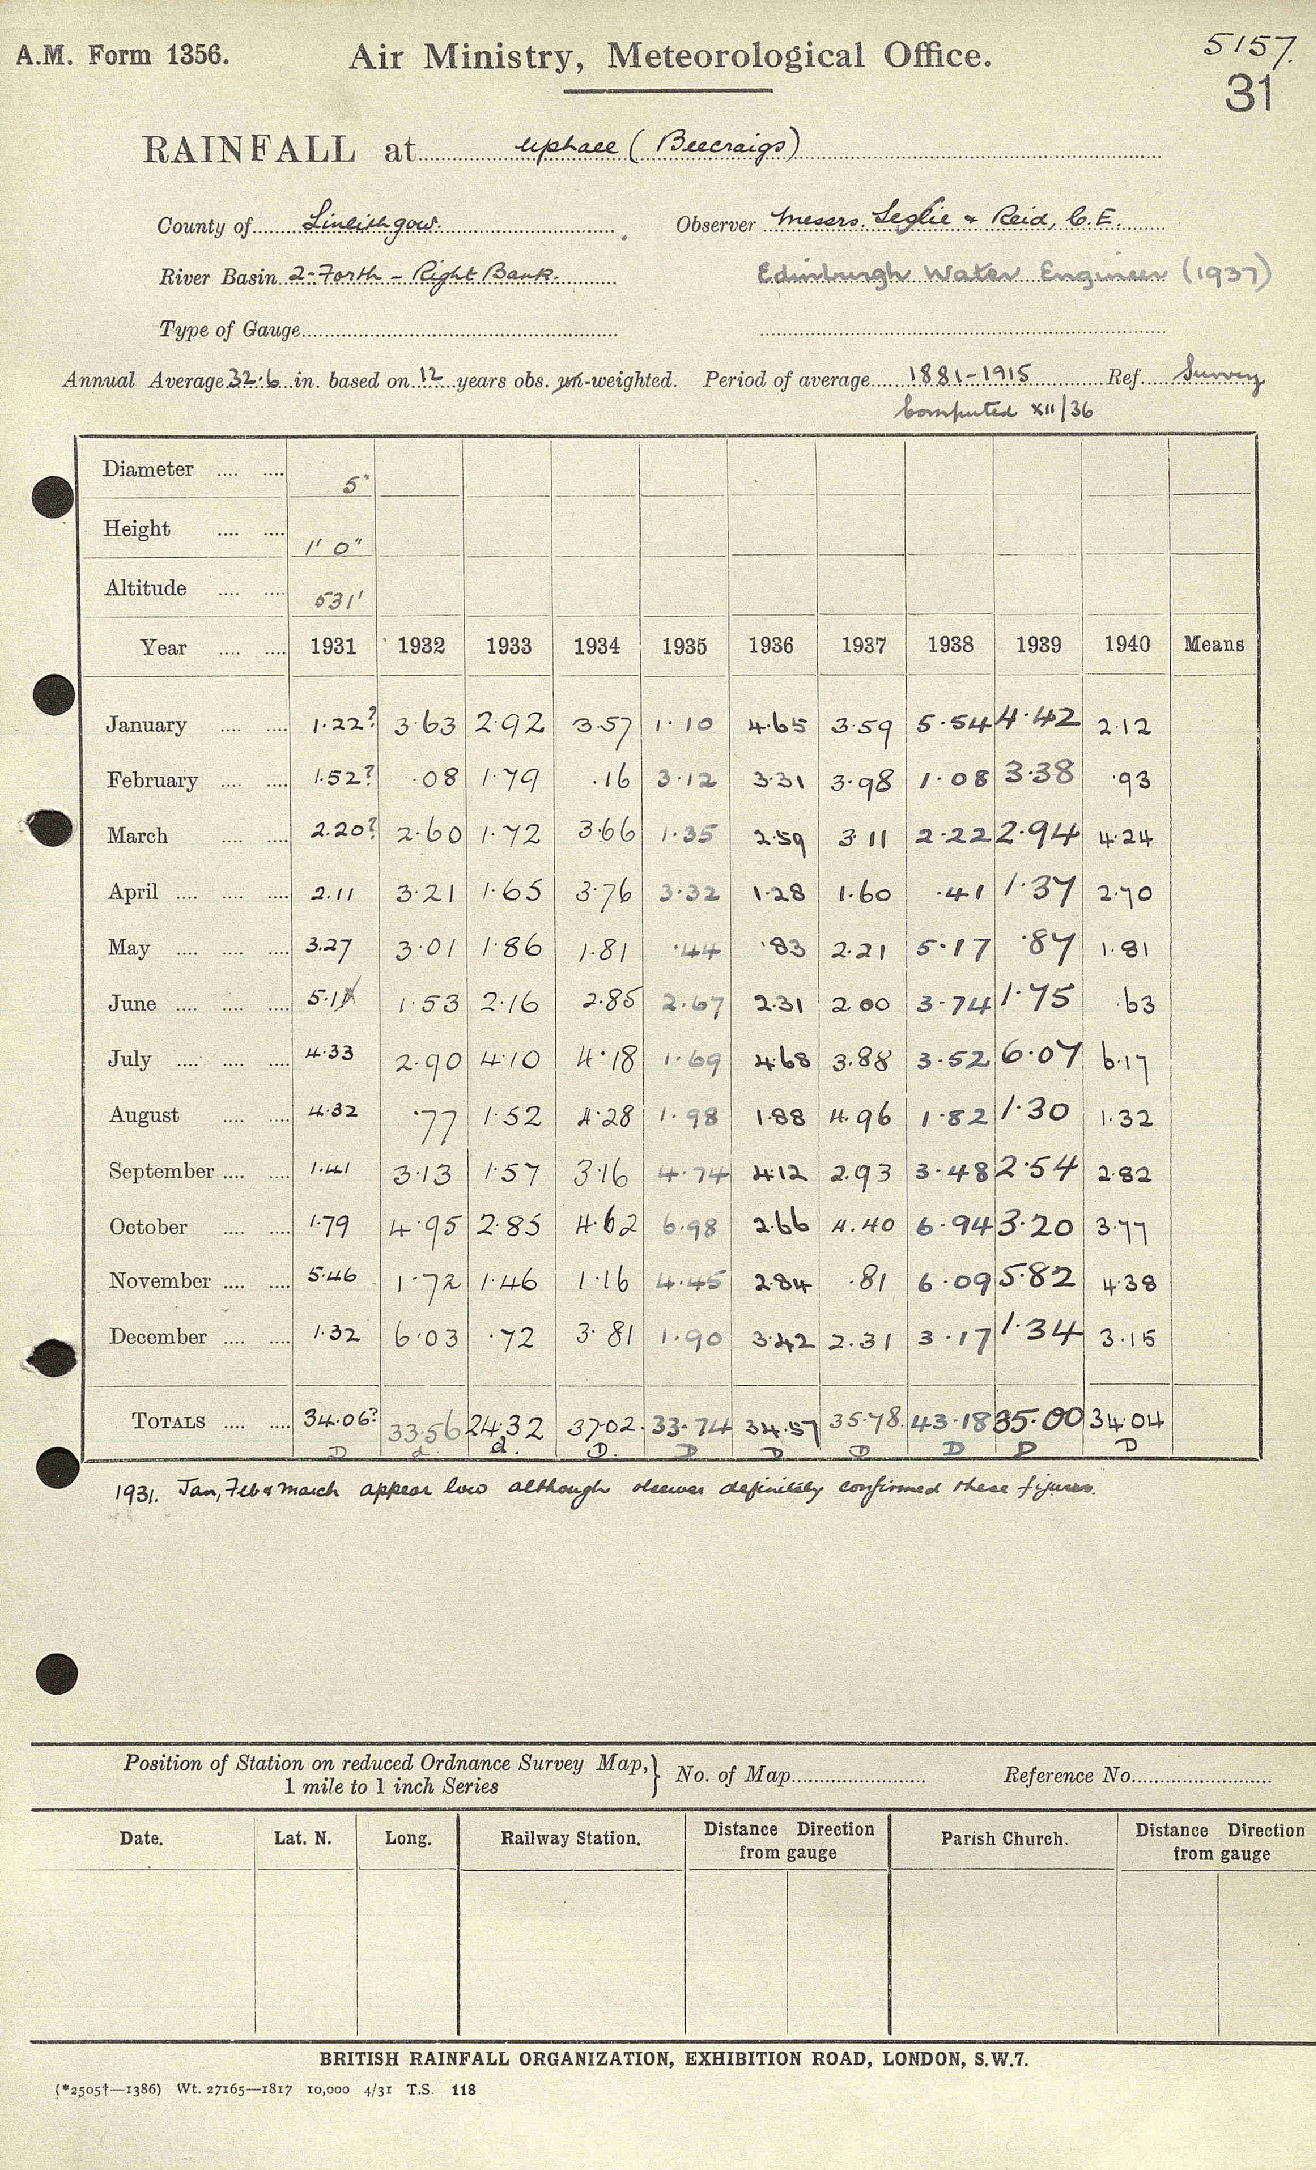 A.M. Form 1356. Air Ministry, Meteorological Office. 5157.
31
RAINFALL at Uphall (Beecraigs)
County of Linlithgow. Observer Messrs. Leslie & Reid, C.E.
River Basin 2-Forth - Right Bank. Edinburgh Water Engineer (1937)
Type of Gauge
Annual Average 32.6 in. based on 12 years obs. un-weighted. Period of average 1881-1915 Ref. Survey
Computed XII/36
Diameter 5"
Height 1' 0"
Altitude 531'
Year 1931 1932 1933 1934 1935 1936 1937 1938 1939 1940 Means
January 1.22? 3.63 2.92 3.57 1.10 4.65 3.59 5.54 4.42 2.12
February 1.52? .08 1.79 .16 3.12 3.31 3.98 1.08 3.38 .93
March 2.20? 2.60 1.72 3.66 1.35 2.59 3.11 2.22 2.94 4.24
April 2.11 3.21 1.65 3.76 3.32 1.28 1.60 .41 1.37 2.70
May 3.27 3.01 1.86 1.81 .44 .83 2.21 5.17 .87 1.81
June 5.11 1.53 2.16 2.85 2.67 2.31 2.00 3.74 1.75 .63
July 4.33 2.90 4.10 4.18 1.69 4.68 3.88 3.52 6.07 6.17
August 4.32 .77 1.52 4.28 1.98 1.88 4.96 1.82 1.30 1.32
September 1.41 3.13 1.57 3.16 4.74 4.12 2.93 3.48 2.54 2.82
October 1.79 4.95 2.85 4.62 6.98 2.66 4.40 6.94 3.20 3.77
November 5.46 1.72 1.46 1.16 4.45 2.84 .81 6.09 5.82 4.38
December 1.32 6.03 .72 3.81 1.90 3.42 2.31 3.17 1.34 3.15
TOTALS 34.06? 33.56 24.32 37.02 33.74 34.57 35.78 43.18 35.00 34.04
D d d. D. D D D D D D
1931. Jan, Feb & March appear low although observer definitely confirmed these figures.
Position of Station on reduced Ordnance Survey Map, } No. of Map Reference No.
1 mile to 1 inch Series
Date. Lat. N. Long. Railway Station. Distance Direction from gauge Parish Church. Distance Direction from gauge
BRITISH RAINFALL ORGANIZATION, EXHIBITION ROAD, LONDON, S.W.7.
(*2505†—1386) Wt. 27165—1817 10,000 4/31 T.S. 118